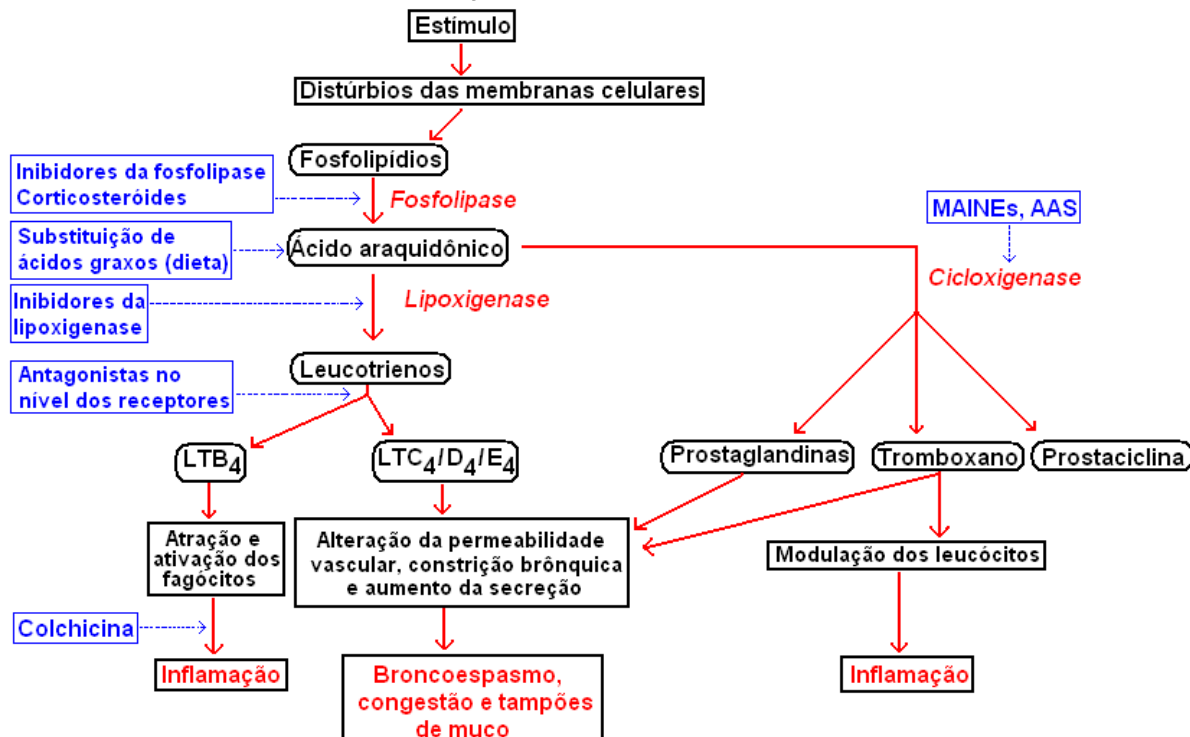 Estímulo
Distúrbios das membranas celulares
Fosfolipídios
Inibidores da fosfolipase
Corticosteróides
Fosfolipase
MAINEs, AAS
Substituição de
ácidos graxos (dieta)
Ácido araquidônico
Cicloxigenase
Inibidores da
lipoxigenase
Lipoxigenase
Leucotrienos
Antagonistas no
nível dos receptores
LTB4
LTC4/D4/E4
Prostaglandinas
Tromboxano
Prostaciclina
Atração e
ativação dos
fagócitos
Alteração da permeabilidade
vascular, constrição brônquica
e aumento da secreção
Modulação dos leucócitos
Colchicina
Inflamação
Broncoespasmo,
congestão e tampões
de muco
Inflamação